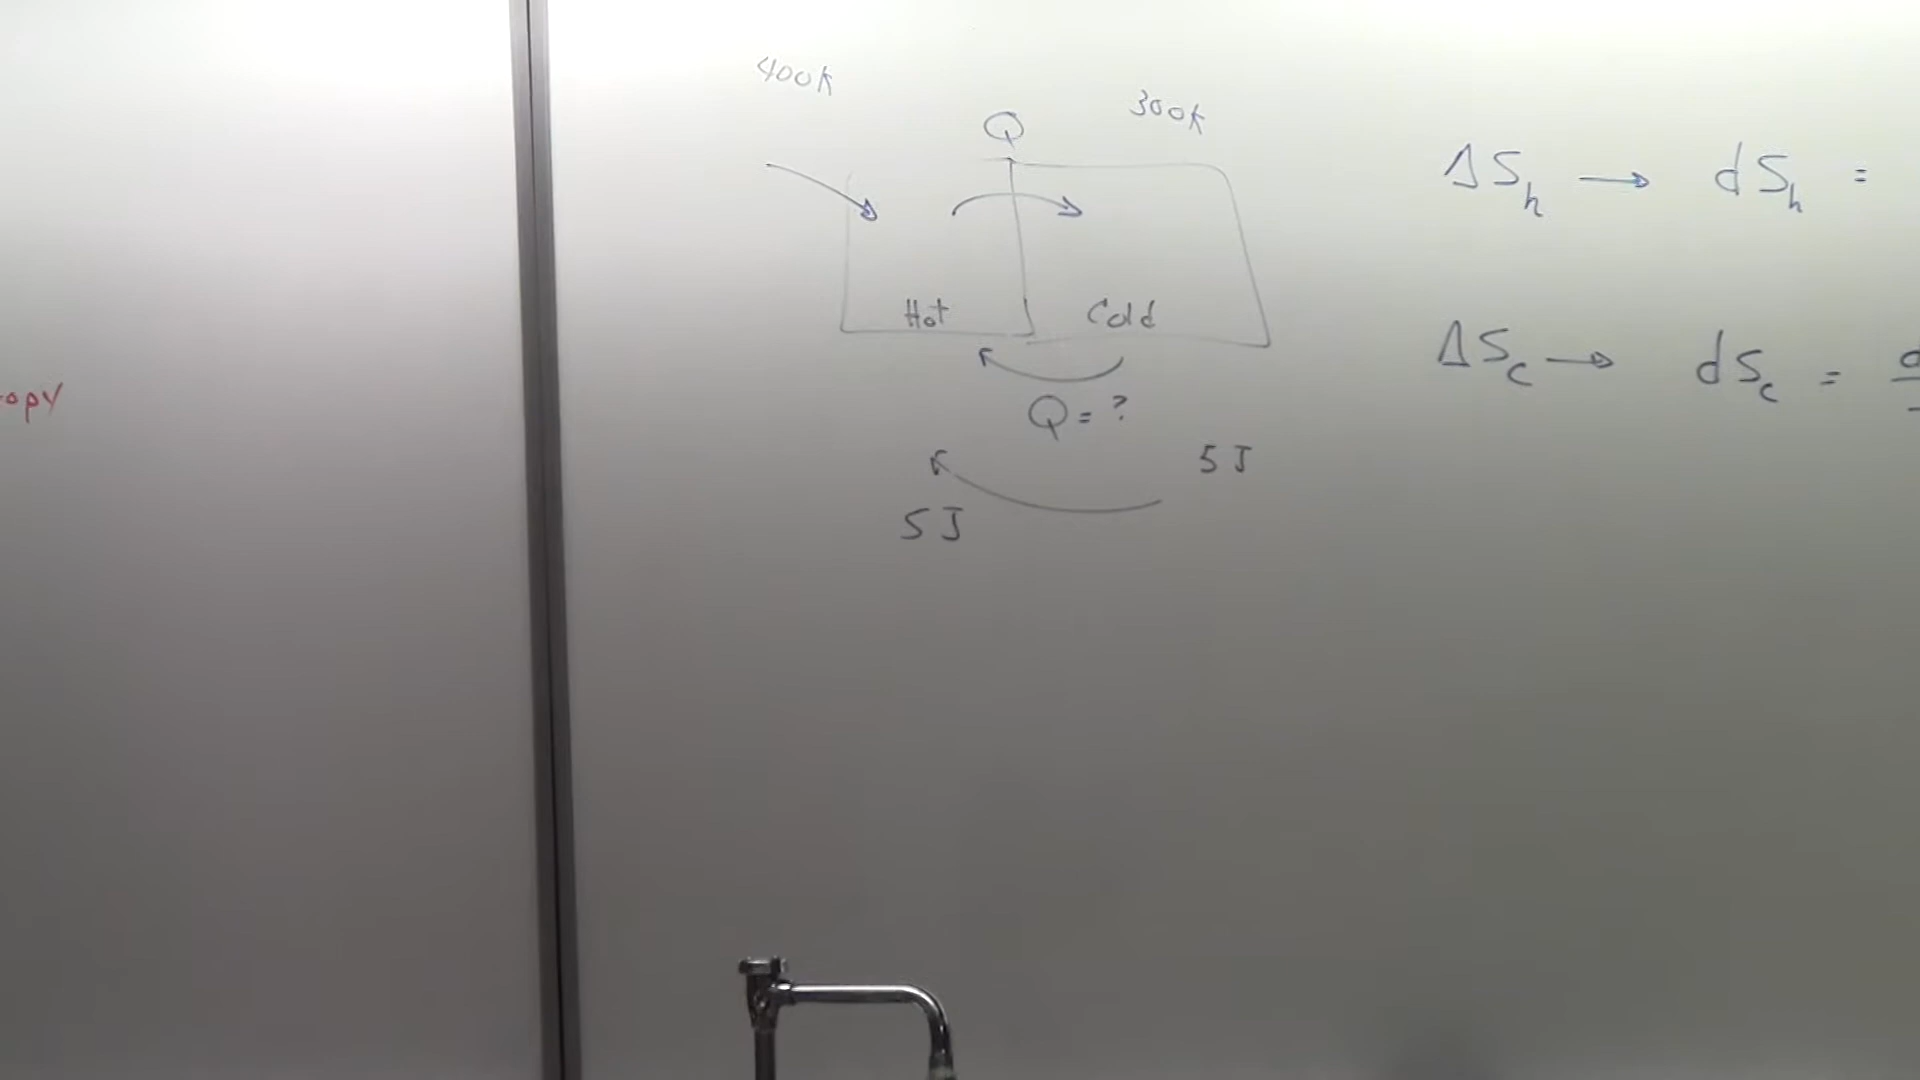 opy
400K
Q
300K
Hot
Cold
Q = ?
5 J
5 J
ΔS_h → dS_h =
ΔS_c → dS_c =